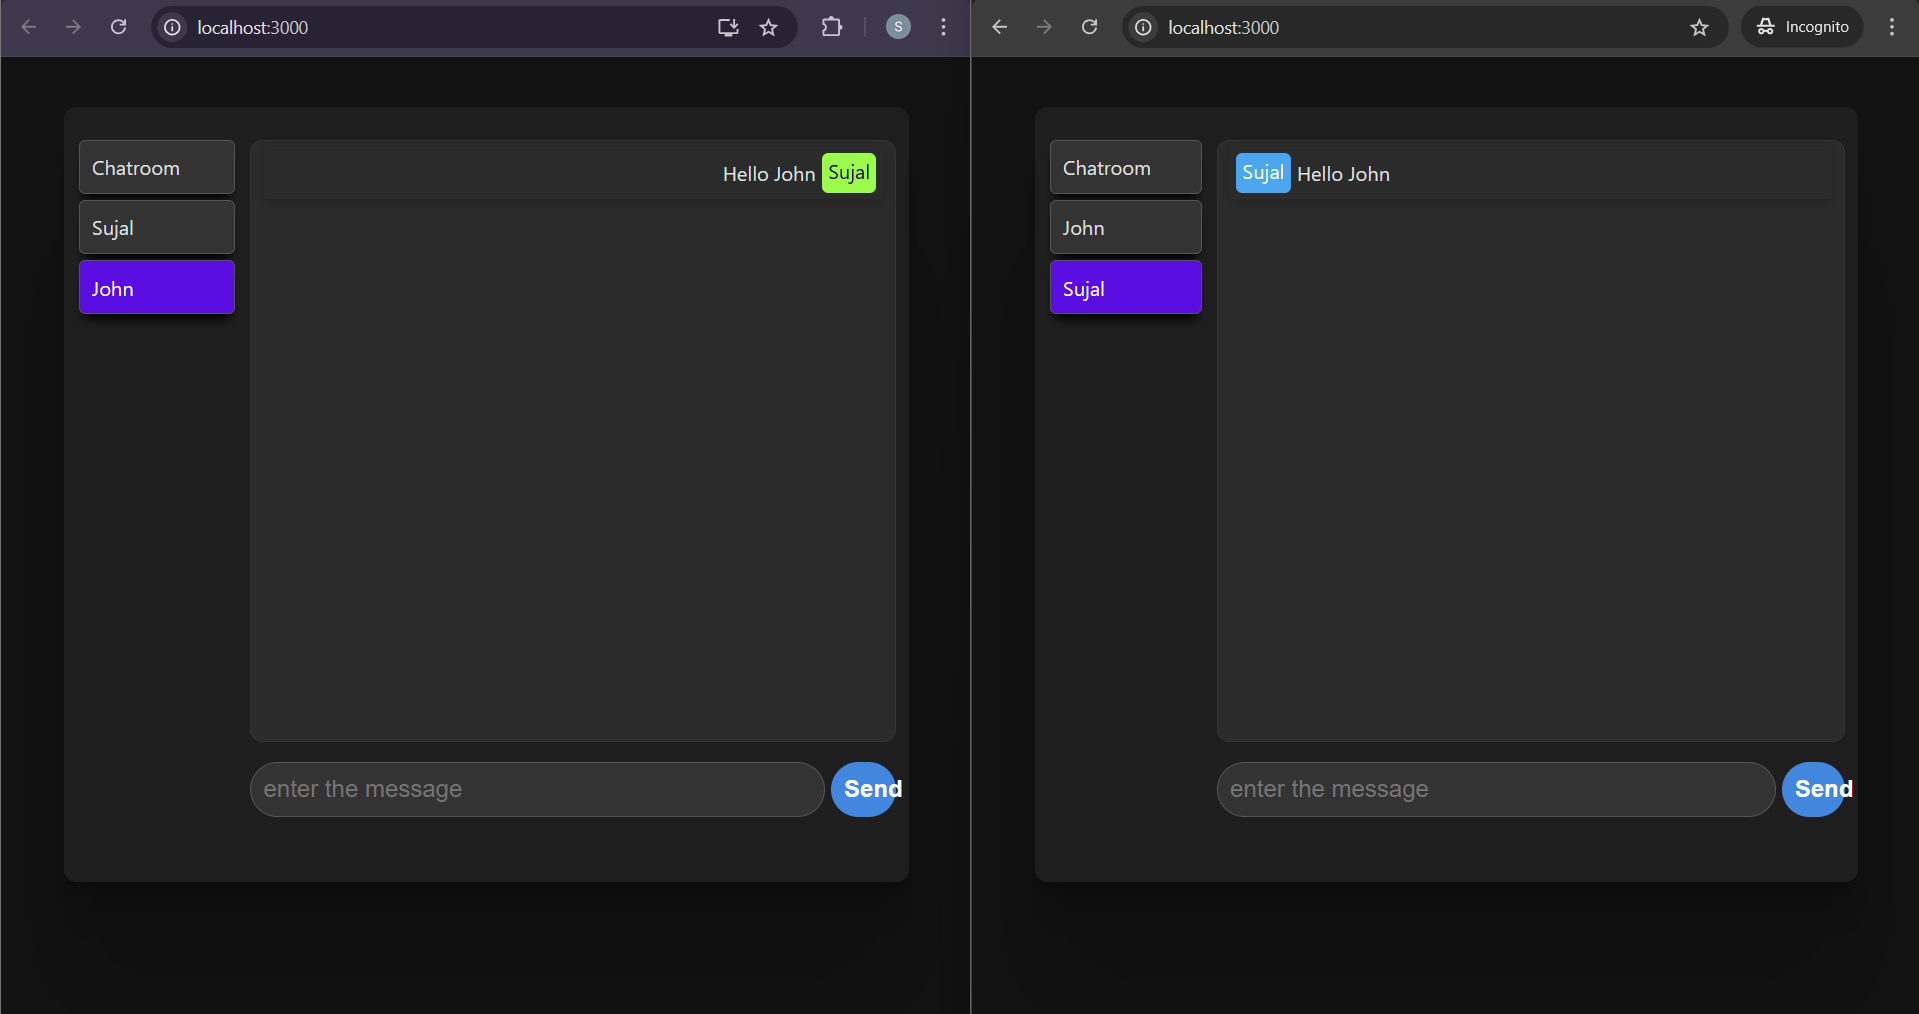 localhost:3000
S
Chatroom
Sujal
John
Hello John Sujal
enter the message
Send
localhost:3000
Incognito
Chatroom
John
Sujal
Sujal Hello John
enter the message
Send